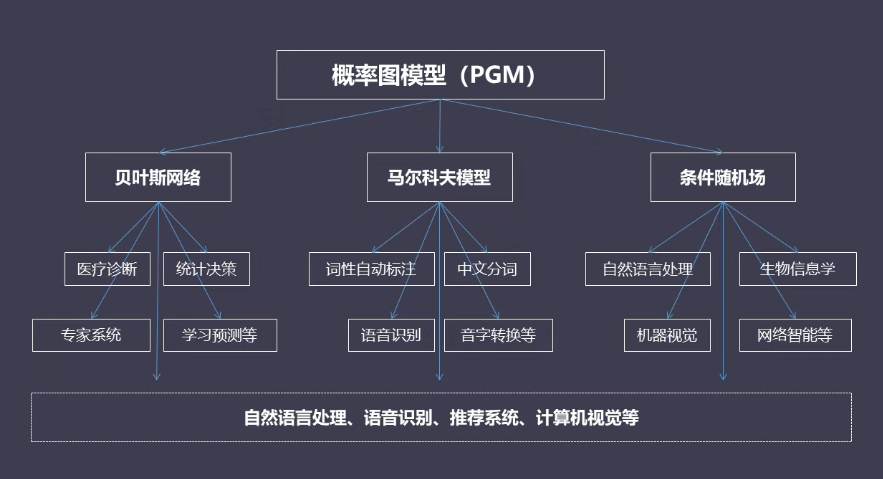 概率图模型（PGM）
贝叶斯网络
马尔科夫模型
条件随机场
医疗诊断
统计决策
词性自动标注
中文分词
自然语言处理
生物信息学
专家系统
学习预测等
语音识别
音字转换等
机器视觉
网络智能等
自然语言处理、语音识别、推荐系统、计算机视觉等